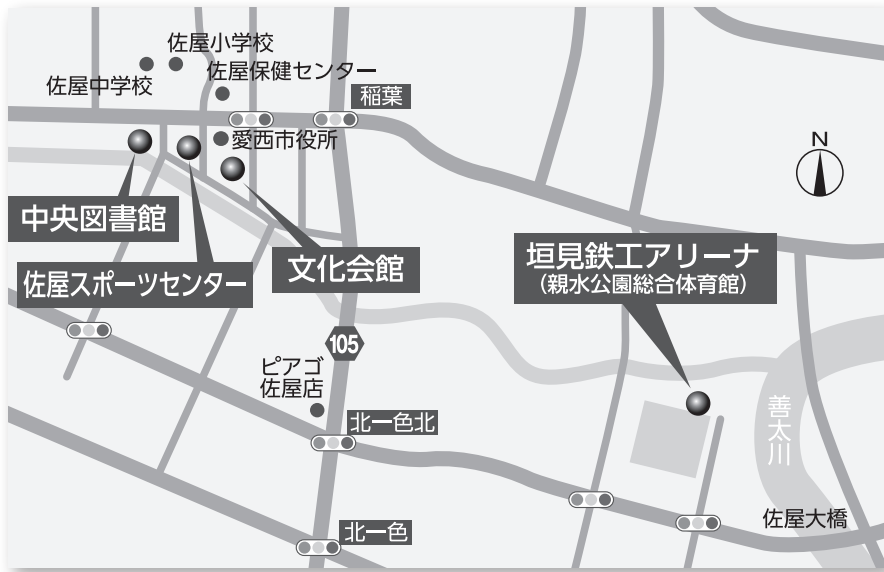 佐屋小学校
佐屋中学校
佐屋保健センター
稲葉
愛西市役所
N
中央図書館
佐屋スポーツセンター
文化会館
垣見鉄工アリーナ
(親水公園総合体育館)
105
ピアゴ
佐屋店
北一色北
善太川
佐屋大橋
北一色